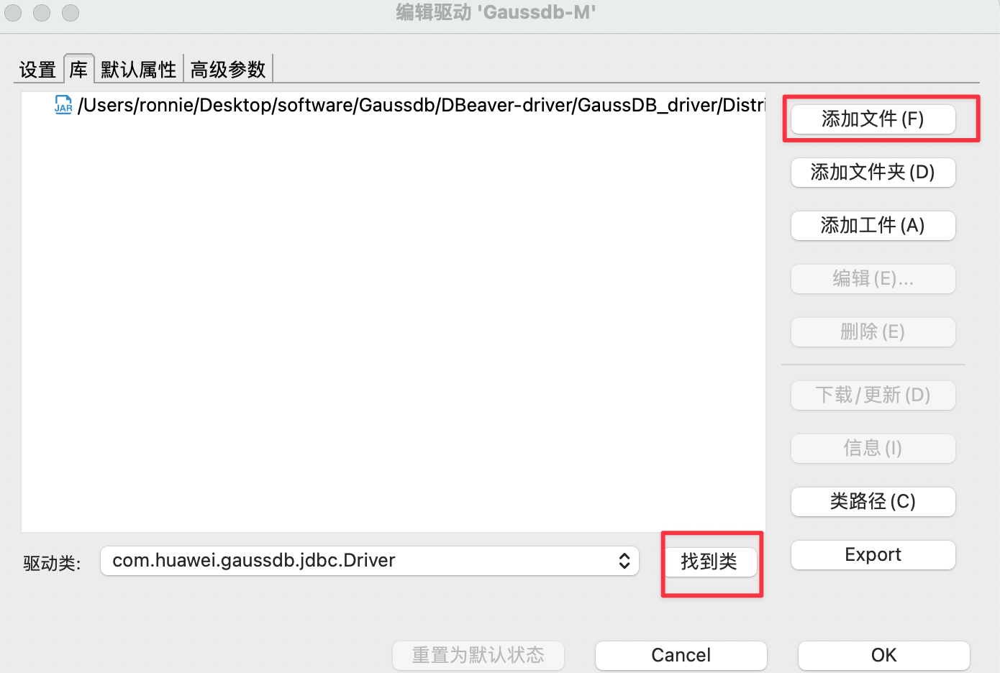 编辑驱动 'Gaussdb-M'
设置 库 默认属性 高级参数
JAR /Users/ronnie/Desktop/software/Gaussdb/DBeaver-driver/GaussDB_driver/Distri
添加文件(F)
添加文件夹(D)
添加工件(A)
编辑(E)...
删除(E)
下载/更新(D)
信息(I)
类路径(C)
Export
驱动类: com.huawei.gaussdb.jdbc.Driver 找到类
重置为默认状态 Cancel OK